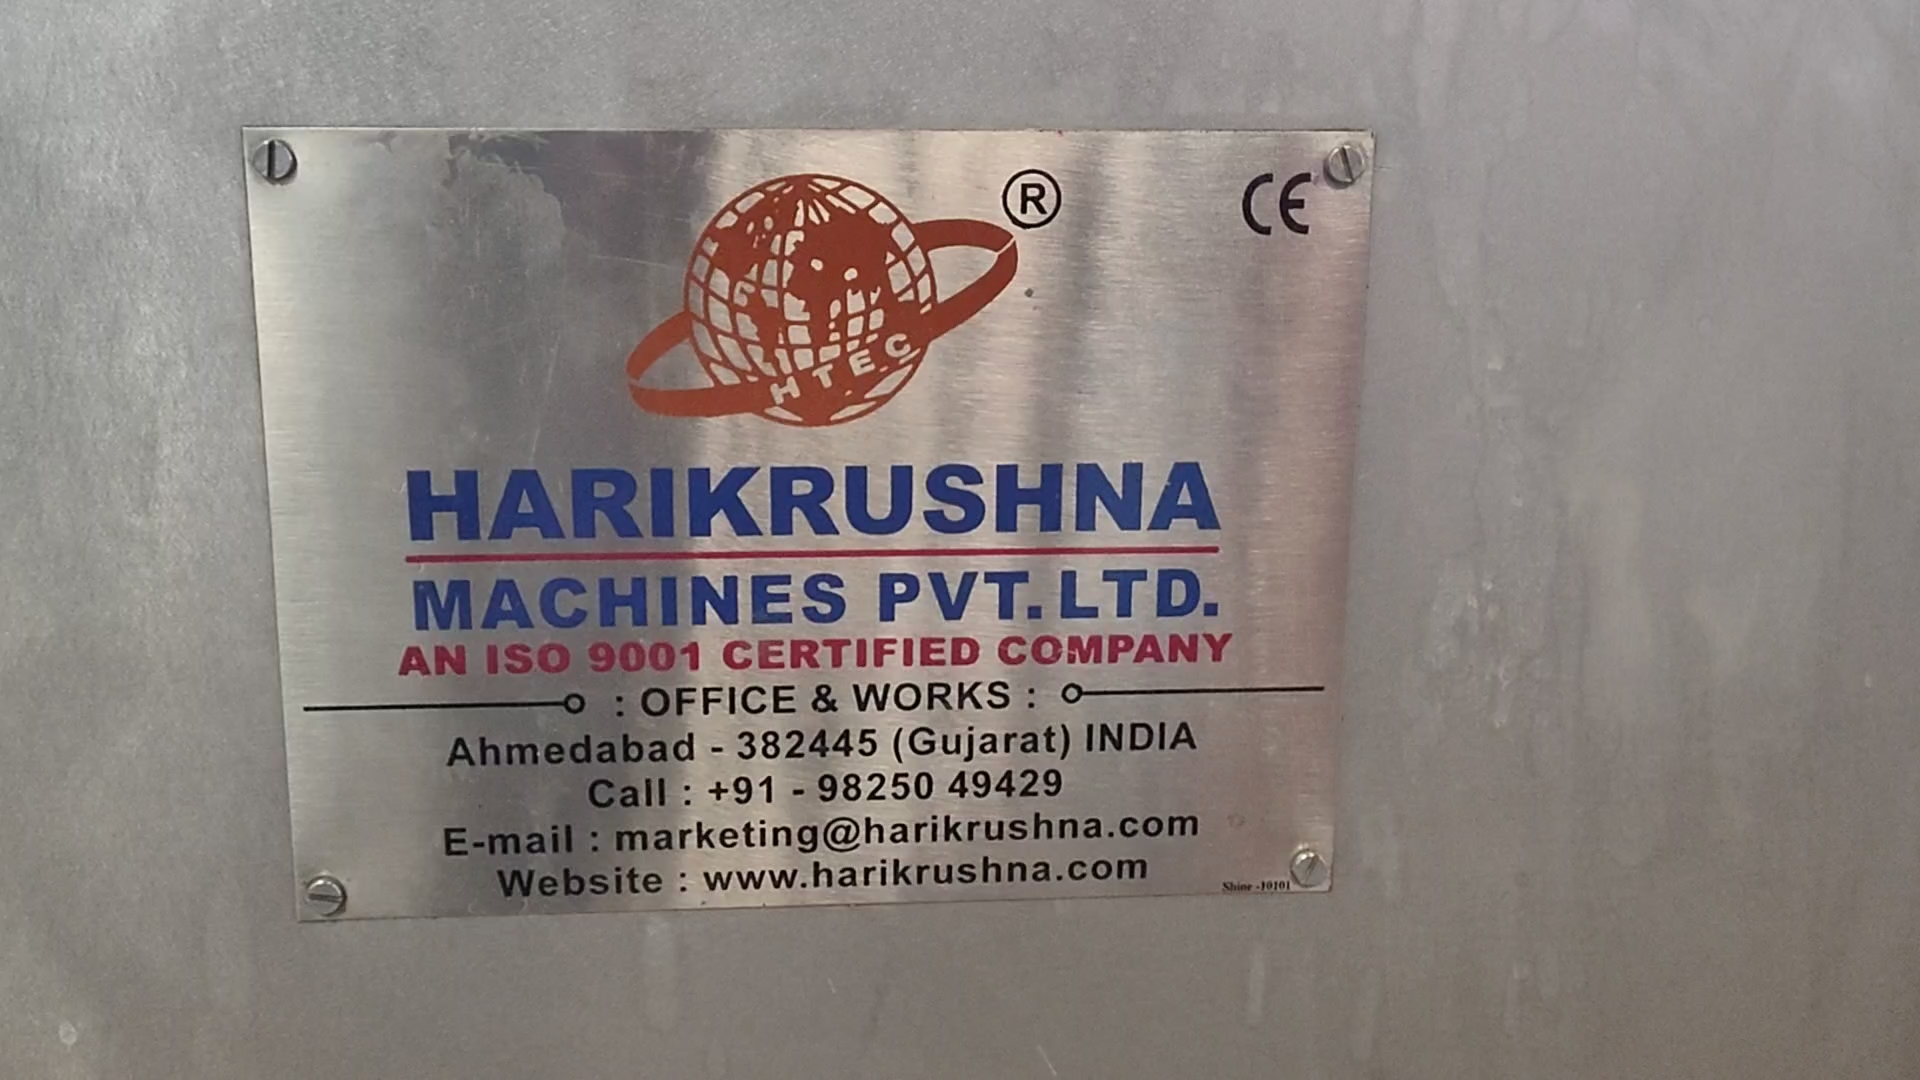 ®
CE
HTEC
HARIKRUSHNA
MACHINES PVT. LTD.
AN ISO 9001 CERTIFIED COMPANY
: OFFICE & WORKS :
Ahmedabad - 382445 (Gujarat) INDIA
Call : +91 - 98250 49429
E-mail : marketing@harikrushna.com
Website : www.harikrushna.com
Shine -10101